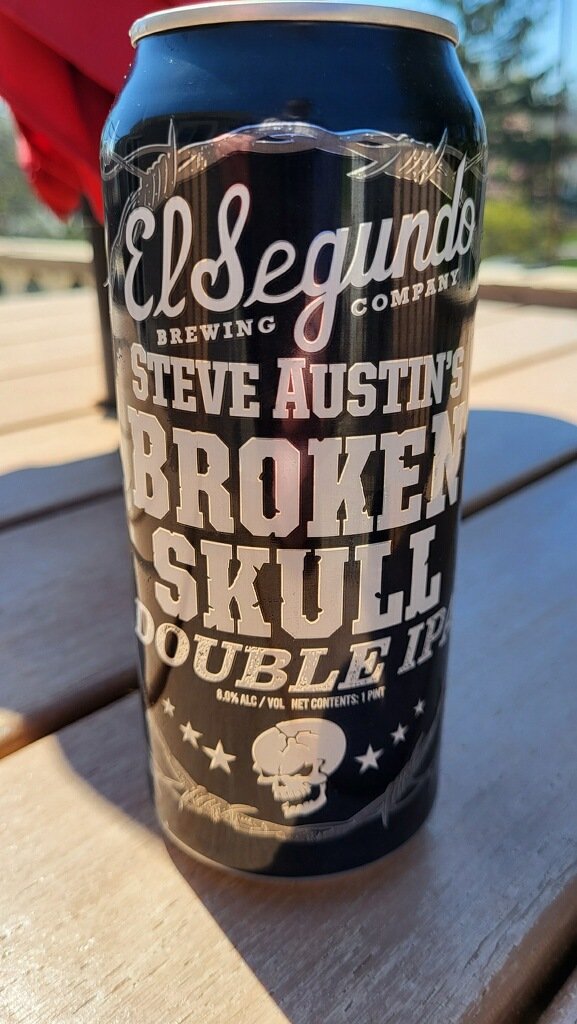 El Segundo
BREWING COMPANY
STEVE AUSTIN'S
BROKEN
SKULL
DOUBLE IPA
8.0% ALC / VOL NET CONTENTS: 1 PINT